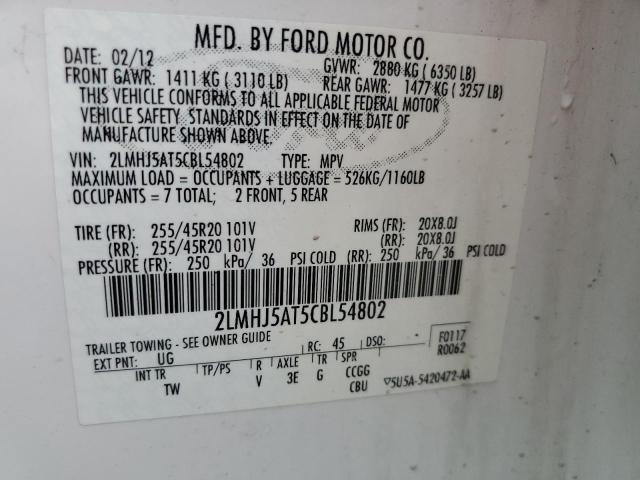 MFD. BY FORD MOTOR CO.
DATE: 02/12 GVWR: 2880 KG ( 6350 LB)
FRONT GAWR: 1411 KG ( 3110 LB) REAR GAWR: 1477 KG ( 3257 LB)
THIS VEHICLE CONFORMS TO ALL APPLICABLE FEDERAL MOTOR
VEHICLE SAFETY STANDARDS IN EFFECT ON THE DATE OF
MANUFACTURE SHOWN ABOVE.
VIN: 2LMHJ5AT5CBL54802 TYPE: MPV
MAXIMUM LOAD = OCCUPANTS + LUGGAGE = 526KG/1160LB
OCCUPANTS = 7 TOTAL; 2 FRONT, 5 REAR
TIRE (FR): 255/45R20 101V RIMS (FR): 20X8.0J
(RR): 255/45R20 101V (RR): 20X8.0J
PRESSURE (FR): 250 kPa/ 36 PSI COLD (RR): 250 kPa/ 36 PSI COLD
2LMHJ5AT5CBL54802
TRAILER TOWING - SEE OWNER GUIDE RC: 45 DSO: F0117
EXT PNT: UG R0062
INT TR TP/PS R AXLE TR SPR
TW V 3E G CCGG
CBU ▽5U5A-5420472-AA